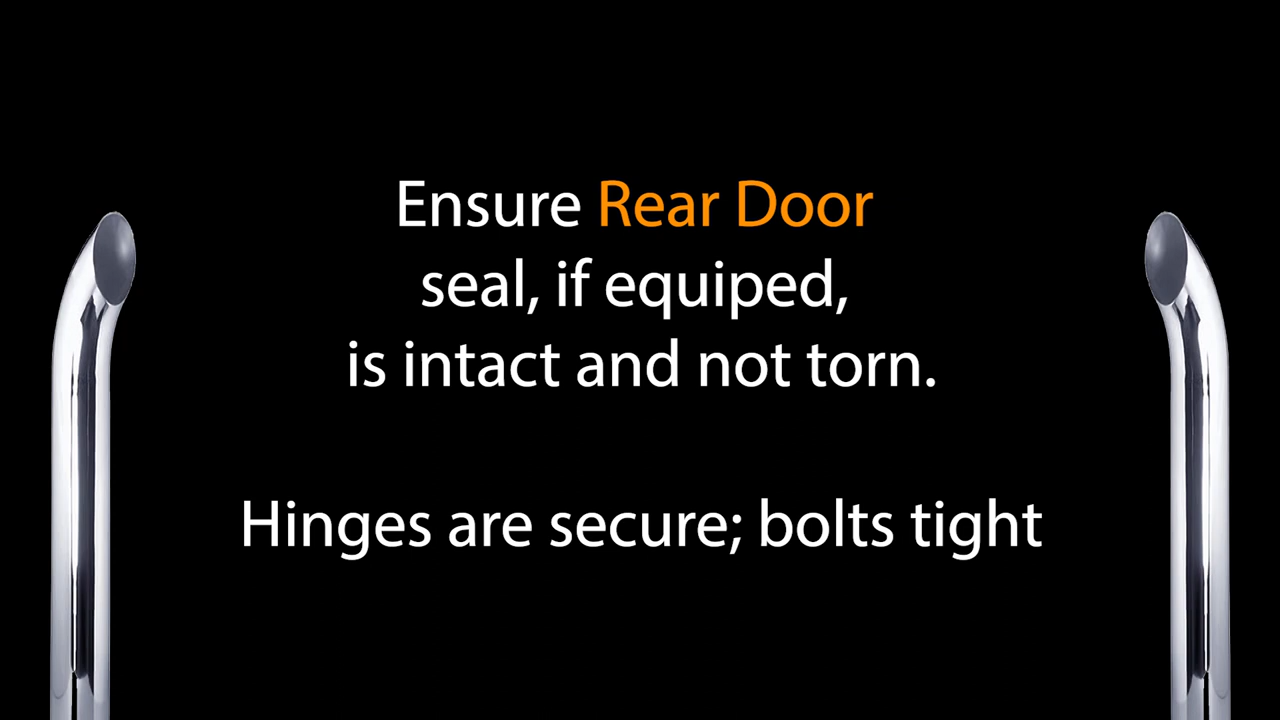 Ensure Rear Door
seal, if equiped,
is intact and not torn.
Hinges are secure; bolts tight